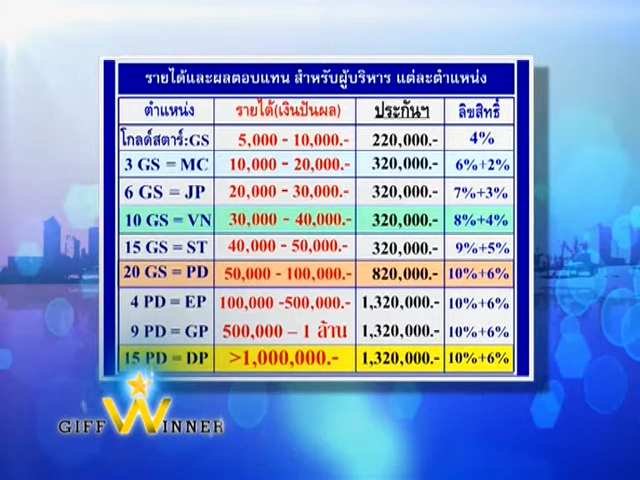 รายได้และผลตอบแทน สำหรับผู้บริหาร แต่ละตำแหน่ง
ตำแหน่ง รายได้(เงินปันผล) ประกันฯ ลิขสิทธิ์
โกลด์สตาร์:GS 5,000 - 10,000.- 220,000.- 4%
3 GS = MC 10,000 - 20,000.- 320,000.- 6%+2%
6 GS = JP 20,000 - 30,000.- 320,000.- 7%+3%
10 GS = VN 30,000 - 40,000.- 320,000.- 8%+4%
15 GS = ST 40,000 - 50,000.- 320,000.- 9%+5%
20 GS = PD 50,000 - 100,000.- 820,000.- 10%+6%
4 PD = EP 100,000 -500,000.- 1,320,000.- 10%+6%
9 PD = GP 500,000 – 1 ล้าน 1,320,000.- 10%+6%
15 PD = DP >1,000,000.- 1,320,000.- 10%+6%
GIFF WINNER